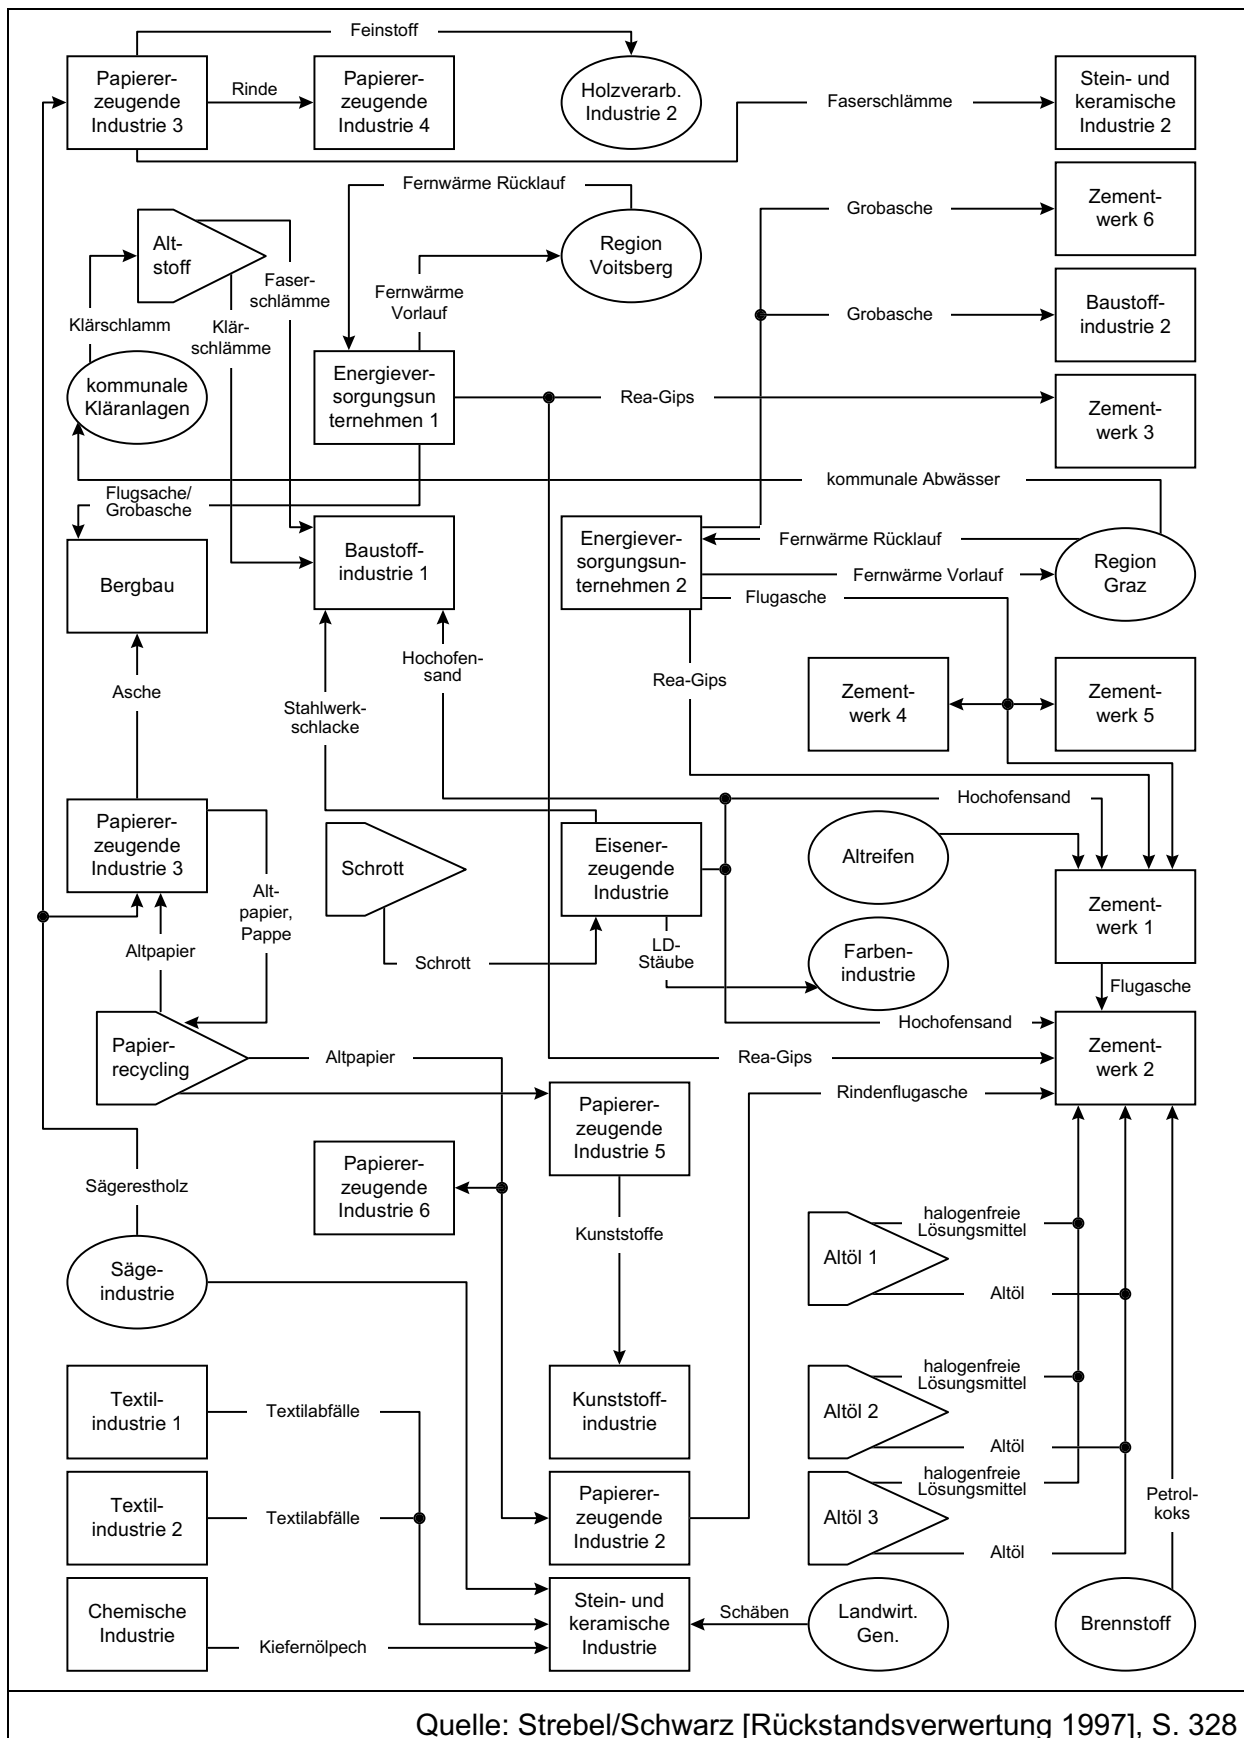 Feinstoff
Papierer-
zeugende
Industrie 3
Rinde
Papierer-
zeugende
Industrie 4
Holzverarb.
Industrie 2
Faserschlämme
Stein- und
keramische
Industrie 2
Fernwärme Rücklauf
Grobasche
Zement-
werk 6
Alt-
stoff
Region
Voitsberg
Faser-
schlämme
Fernwärme
Vorlauf
Klärschlamm
Klär-
schlämme
Grobasche
Baustoff-
industrie 2
kommunale
Kläranlagen
Energiever-
sorgungsun
ternehmen 1
Rea-Gips
Zement-
werk 3
kommunale Abwässer
Flugsache/
Grobasche
Bergbau
Baustoff-
industrie 1
Energiever-
sorgungsun-
ternehmen 2
Fernwärme Rücklauf
Fernwärme Vorlauf
Flugasche
Region
Graz
Hochofen-
sand
Rea-Gips
Asche
Stahlwerk-
schlacke
Zement-
werk 4
Zement-
werk 5
Hochofensand
Papierer-
zeugende
Industrie 3
Schrott
Eisener-
zeugende
Industrie
Altreifen
Alt-
papier,
Pappe
Zement-
werk 1
Altpapier
Schrott
LD-
Stäube
Farben-
industrie
Flugasche
Hochofensand
Papier-
recycling
Altpapier
Rea-Gips
Zement-
werk 2
Rindenflugasche
Papierer-
zeugende
Industrie 5
Papierer-
zeugende
Industrie 6
Sägerestholz
Kunststoffe
halogenfreie
Lösungsmittel
Altöl 1
Altöl
Säge-
industrie
halogenfreie
Lösungsmittel
Altöl 2
Altöl
Textil-
industrie 1
Textilabfälle
Kunststoff-
industrie
halogenfreie
Lösungsmittel
Altöl 3
Altöl
Petrol-
koks
Textil-
industrie 2
Textilabfälle
Papierer-
zeugende
Industrie 2
Chemische
Industrie
Kiefernölpech
Stein- und
keramische
Industrie
Schäben
Landwirt.
Gen.
Brennstoff
Quelle: Strebel/Schwarz [Rückstandsverwertung 1997], S. 328